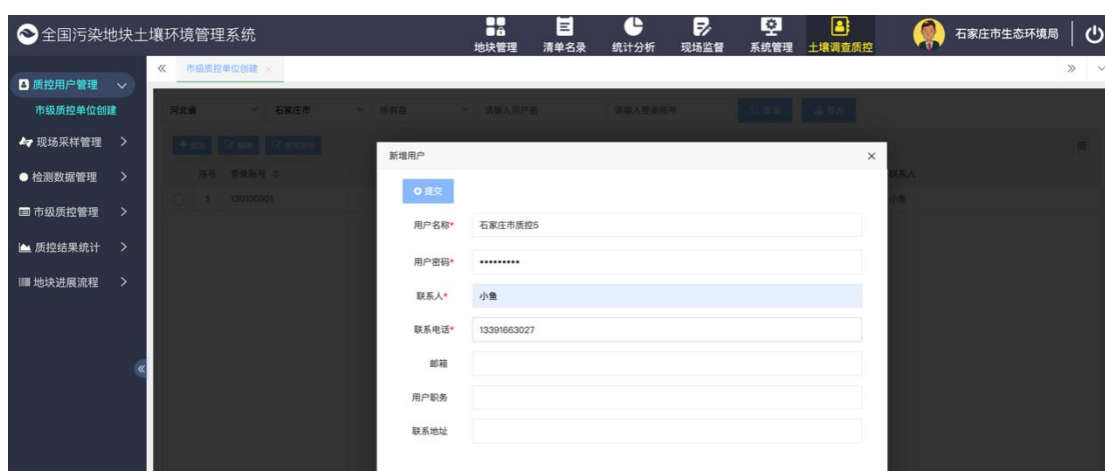 全国污染地块土壤环境管理系统
地块管理 清单名录 统计分析 现场监督 系统管理 土壤调查质控 石家庄市生态环境局
质控用户管理
市级质控单位创建
现场采样管理
检测数据管理
市级质控管理
质控结果统计
地块进展流程
市级质控单位创建 ×
河北省 石家庄市 所有县 请输入用户名 请输入登录账号 查询 导出
序号 登录账号 联系人
1 130100901 小鱼
新增用户 ×
提交
用户名称* 石家庄市质控5
用户密码* •••••••••
联系人* 小鱼
联系电话* 13391663027
邮箱
用户职务
联系地址